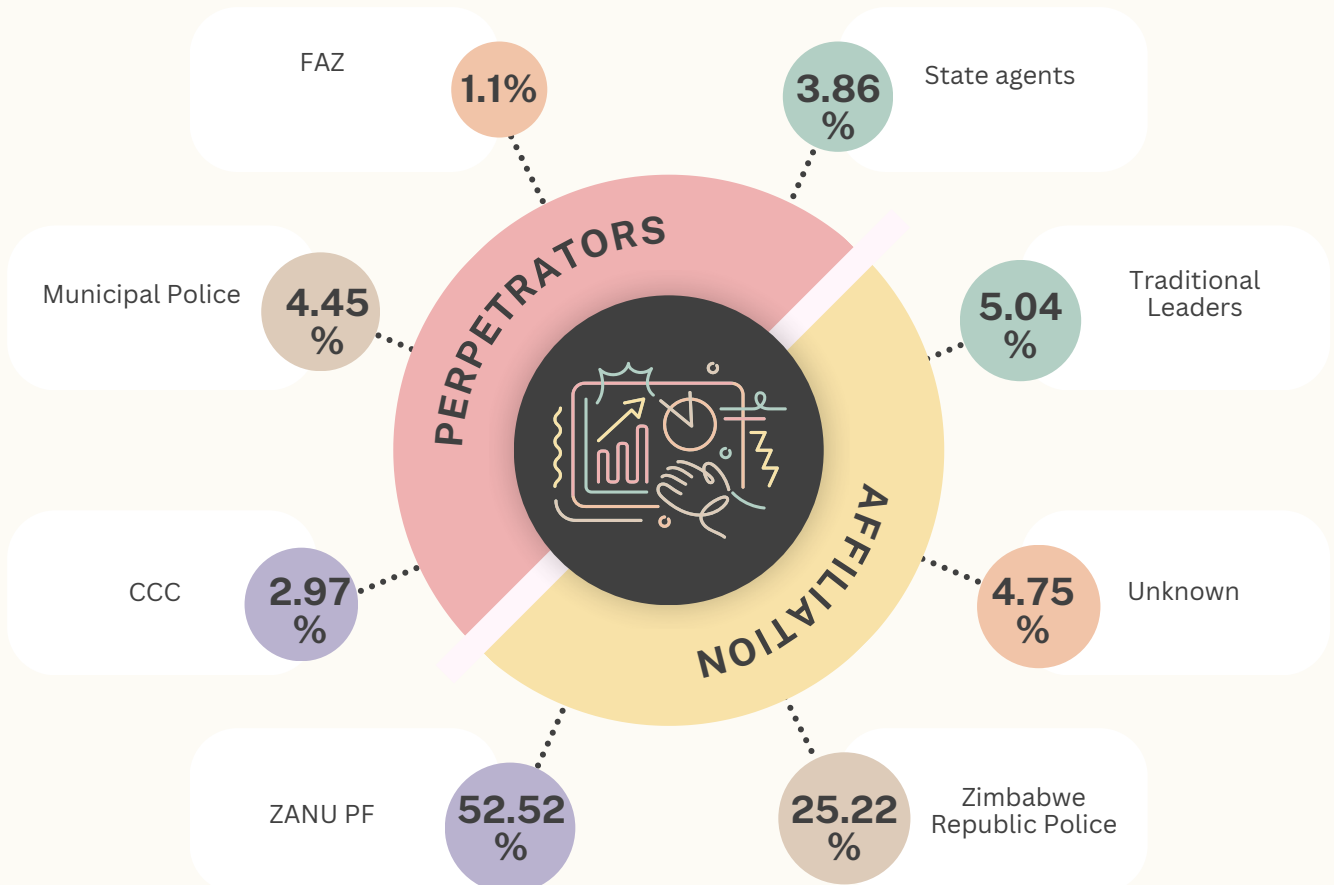 FAZ
1.1%
3.86
%
State agents
PERPETRATORS
Municipal Police
4.45
%
5.04
%
Traditional
Leaders
CCC
2.97
%
4.75
%
Unknown
AFFILIATION
ZANU PF
52.52
%
25.22
%
Zimbabwe
Republic Police